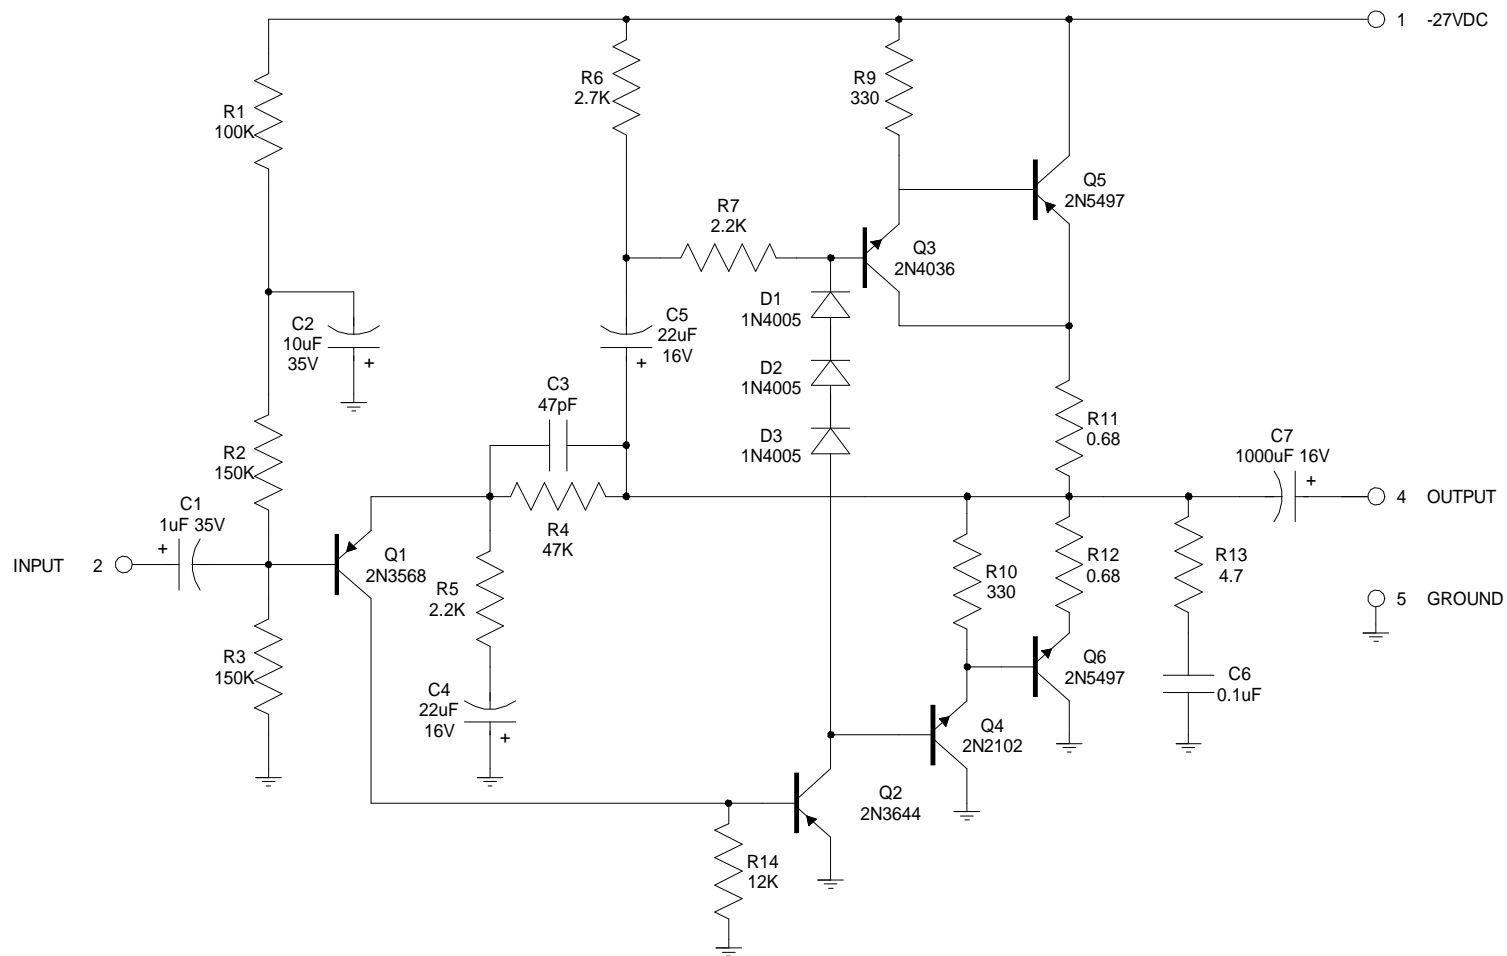 1 -27VDC
R6
2.7K
R9
330
R1
100K
Q5
2N5497
R7
2.2K
Q3
2N4036
D1
1N4005
C2
10uF
35V
+
C5
22uF
16V
+
D2
1N4005
C3
47pF
R11
0.68
D3
1N4005
C7
1000uF 16V
+
R2
150K
4 OUTPUT
C1
1uF 35V
+
R4
47K
Q1
2N3568
INPUT 2
R5
2.2K
R10
330
R12
0.68
R13
4.7
5 GROUND
R3
150K
C4
22uF
16V
+
Q6
2N5497
C6
0.1uF
Q4
2N2102
Q2
2N3644
R14
12K